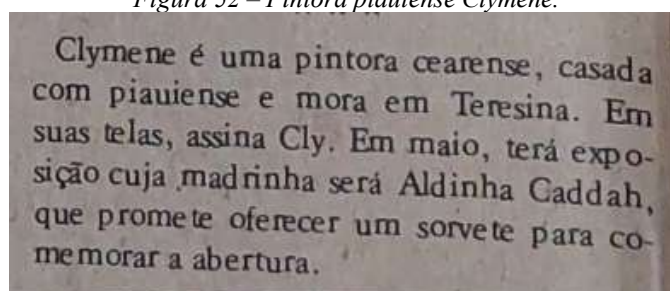 Figura 52 – Pintora piauiense Clymene.
Clymene é uma pintora cearense, casada
com piauiense e mora em Teresina. Em
suas telas, assina Cly. Em maio, terá expo-
sição cuja madrinha será Aldinha Caddah,
que promete oferecer um sorvete para co-
memorar a abertura.